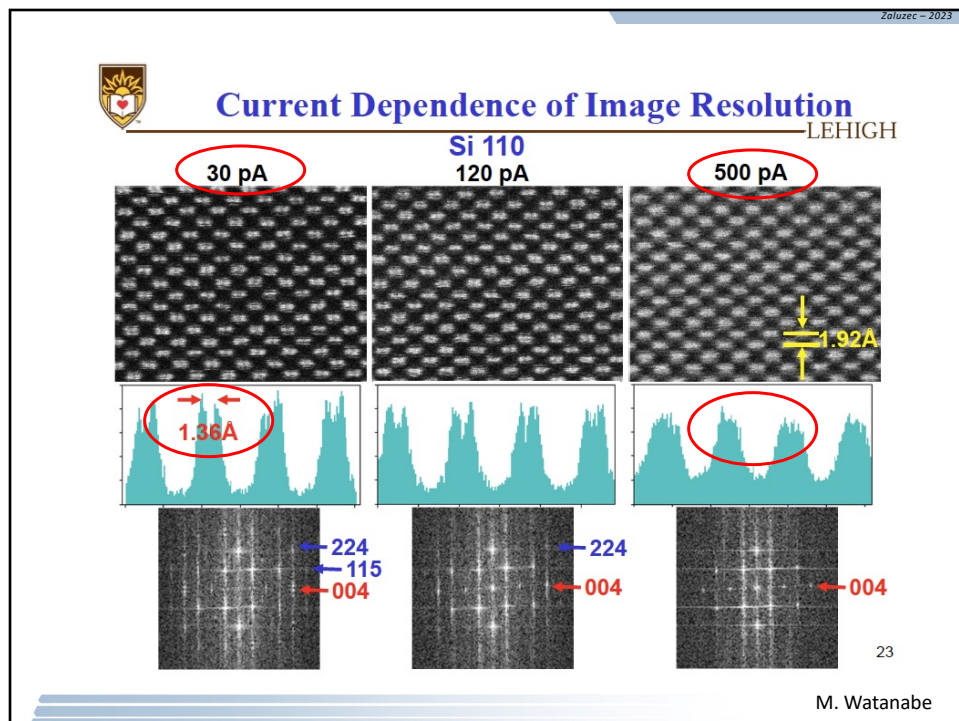 Zaluzec – 2023
Current Dependence of Image Resolution
LEHIGH
Si 110
30 pA 120 pA 500 pA
1.92Å
1.36Å
224
115
004
224
004
004
23
M. Watanabe